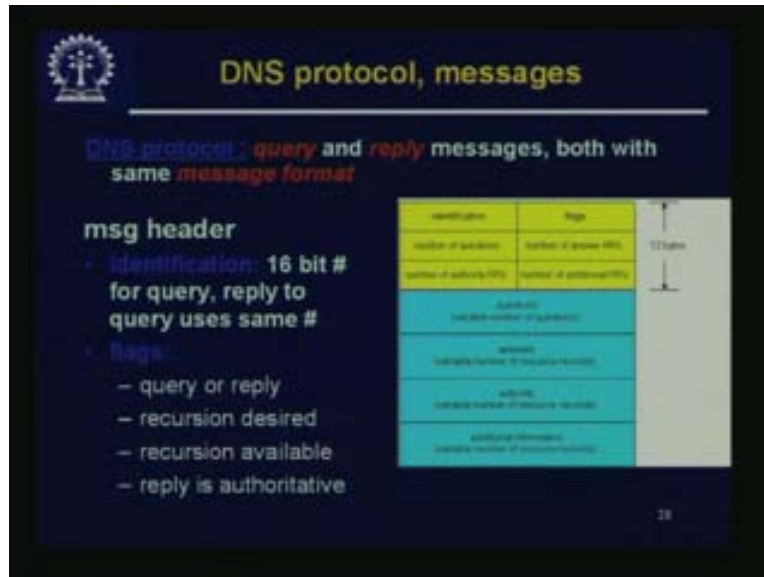 DNS protocol, messages
DNS protocol : query and reply messages, both with
same message format
msg header
- identification: 16 bit #
for query, reply to
query uses same #
- flags:
– query or reply
– recursion desired
– recursion available
– reply is authoritative
identification flags
number of questions number of answer RRs
number of authority RRs number of additional RRs
12 bytes
questions
(variable number of questions)
answers
(variable number of resource records)
authority
(variable number of resource records)
additional information
(variable number of resource records)
28